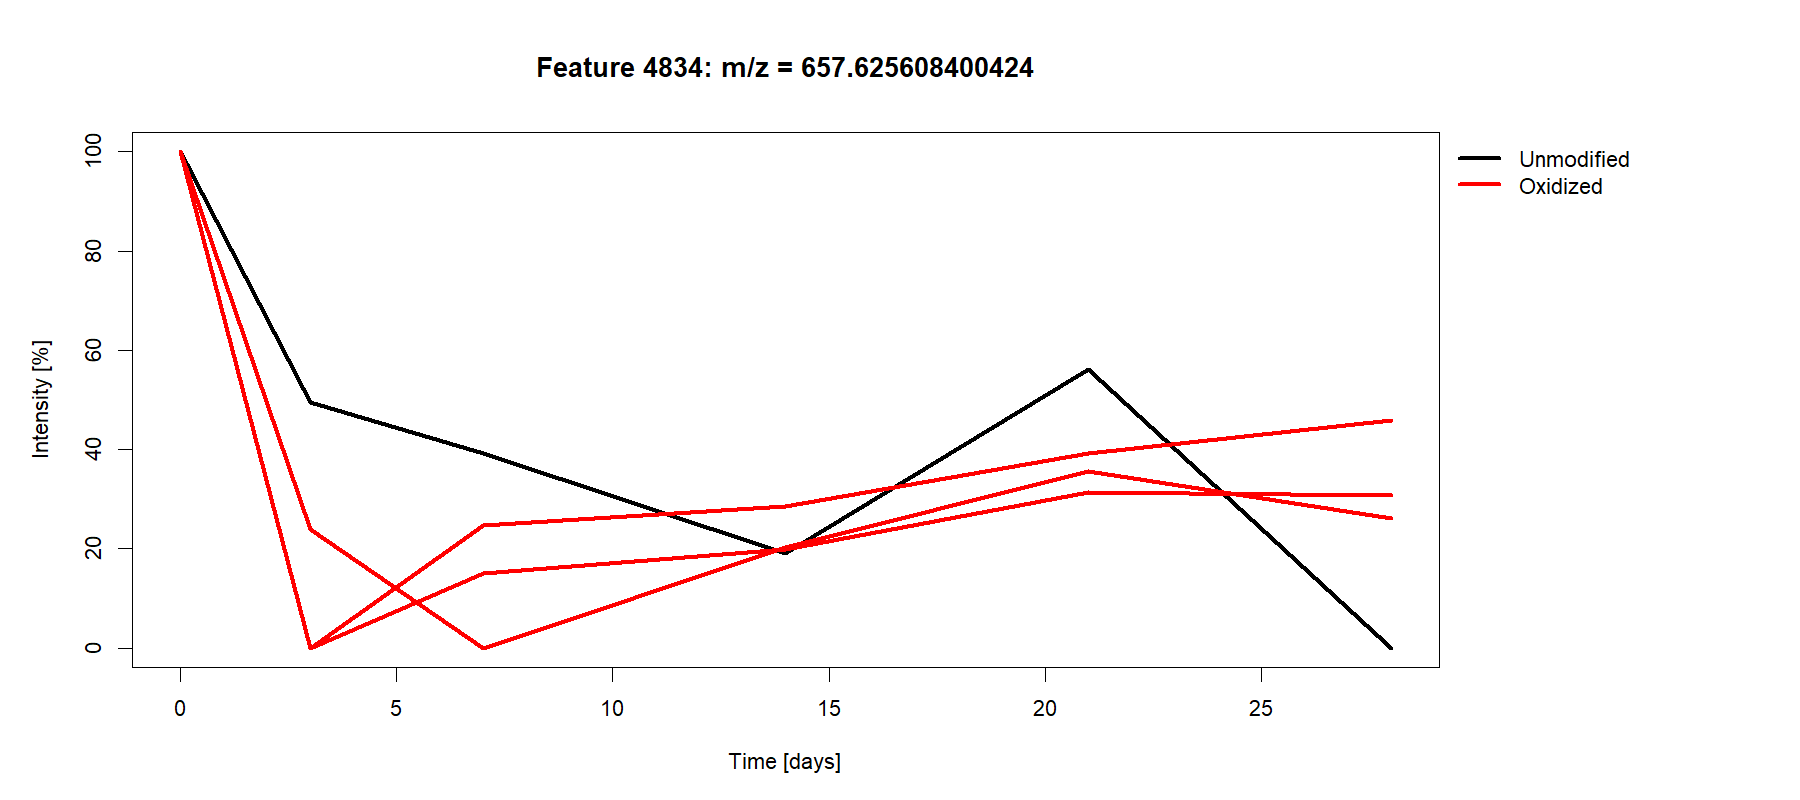 Feature 4834: m/z = 657.625608400424
Unmodified
Oxidized
Intensity [%]
100
80
60
40
20
0
0 5 10 15 20 25
Time [days]